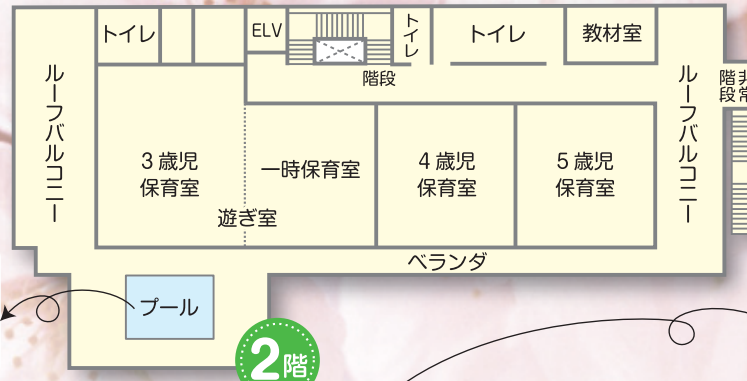 トイレ
ELV
トイレ
トイレ
教材室
階段
ルーフバルコニー
ルーフバルコニー
非常
階段
3歳児
保育室
一時保育室
4歳児
保育室
5歳児
保育室
遊ぎ室
ベランダ
プール
2階